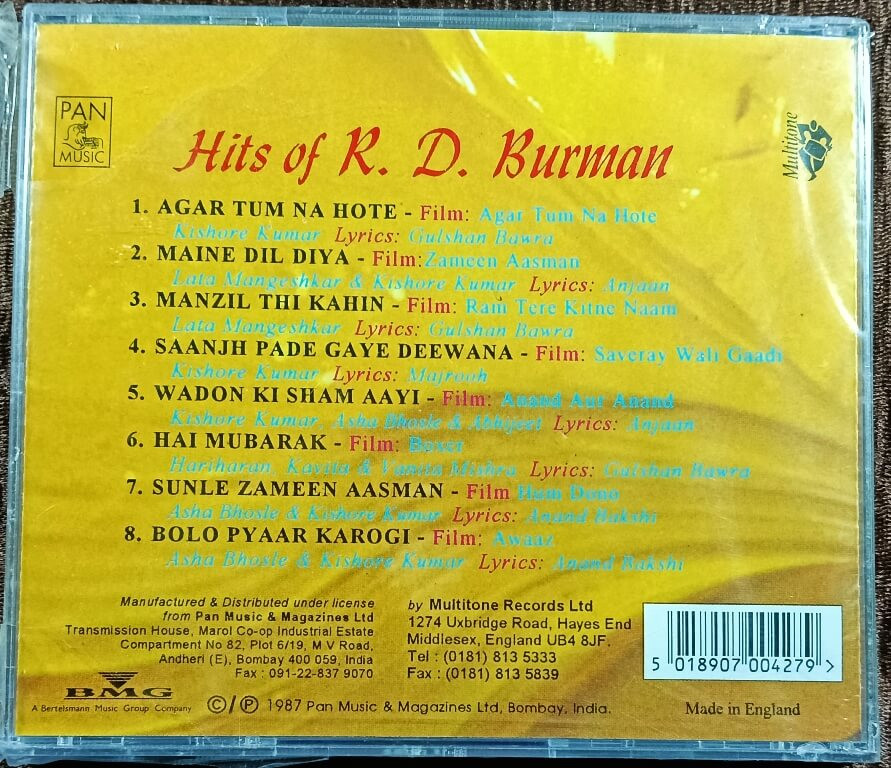 PAN
MUSIC
Multitone
Hits of R. D. Burman
1. AGAR TUM NA HOTE - Film: Agar Tum Na Hote
Kishore Kumar Lyrics: Gulshan Bawra
2. MAINE DIL DIYA - Film:Zameen Aasman
Lata Mangeshkar & Kishore Kumar Lyrics: Anjaan
3. MANZIL THI KAHIN - Film: Ram Tere Kitne Naam
Lata Mangeshkar Lyrics: Gulshan Bawra
4. SAANJH PADE GAYE DEEWANA - Film: Saveray Wali Gaadi
Kishore Kumar Lyrics: Majrooh
5. WADON KI SHAM AAYI - Film: Anand Aur Anand
Kishore Kumar, Asha Bhosle & Abhijeet Lyrics: Anjaan
6. HAI MUBARAK - Film: Boxer
Hariharan, Kavita & Vanita Mishra Lyrics: Gulshan Bawra
7. SUNLE ZAMEEN AASMAN - Film Ham Dono
Asha Bhosle & Kishore Kumar Lyrics: Anand Bakshi
8. BOLO PYAAR KAROGI - Film: Awaaz
Asha Bhosle & Kishore Kumar Lyrics: Anand Bakshi
Manufactured & Distributed under license
from Pan Music & Magazines Ltd
Transmission House, Marol Co-op Industrial Estate
Compartment No 82, Plot 6/19, M V Road,
Andheri (E), Bombay 400 059, India
Fax : 091-22-837 9070
by Multitone Records Ltd
1274 Uxbridge Road, Hayes End
Middlesex, England UB4 8JF.
Tel : (0181) 813 5333
Fax : (0181) 813 5839
5 018907 004279 >
BMG
A Bertelsmann Music Group Company
©/℗ 1987 Pan Music & Magazines Ltd, Bombay, India.
Made in England